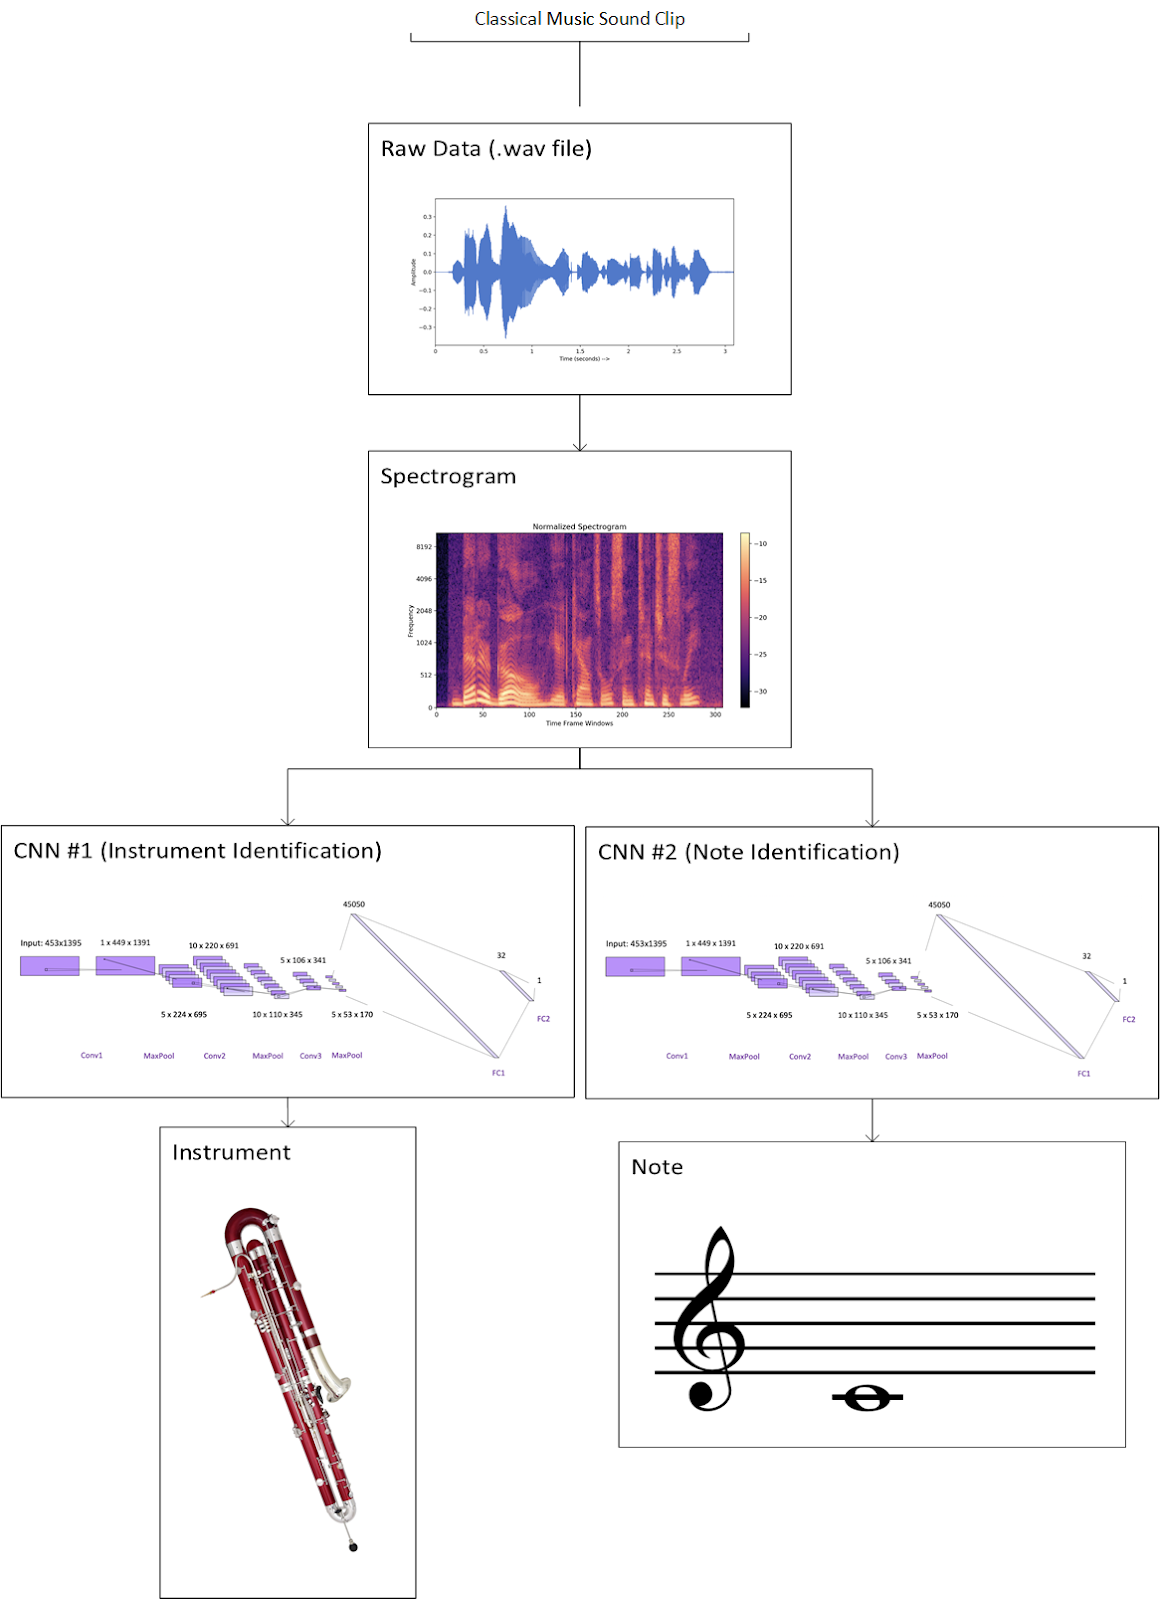 Classical Music Sound Clip
Raw Data (.wav file)
0.3
0.2
0.1
0.0
−0.1
−0.2
−0.3
Amplitude
0 0.5 1 1.5 2 2.5 3
Time (seconds) -->
Spectrogram
Normalized Spectrogram
8192
4096
2048
1024
512
0
Frequency
0 50 100 150 200 250 300
Time Frame Windows
−10
−15
−20
−25
−30
CNN #1 (Instrument Identification)
45050
Input: 453x1395 1 x 449 x 1391 10 x 220 x 691
5 x 106 x 341
32
1
5 x 224 x 695 10 x 110 x 345 5 x 53 x 170
FC2
Conv1 MaxPool Conv2 MaxPool Conv3 MaxPool
FC1
CNN #2 (Note Identification)
45050
Input: 453x1395 1 x 449 x 1391 10 x 220 x 691
5 x 106 x 341
32
1
5 x 224 x 695 10 x 110 x 345 5 x 53 x 170
FC2
Conv1 MaxPool Conv2 MaxPool Conv3 MaxPool
FC1
Instrument
Note